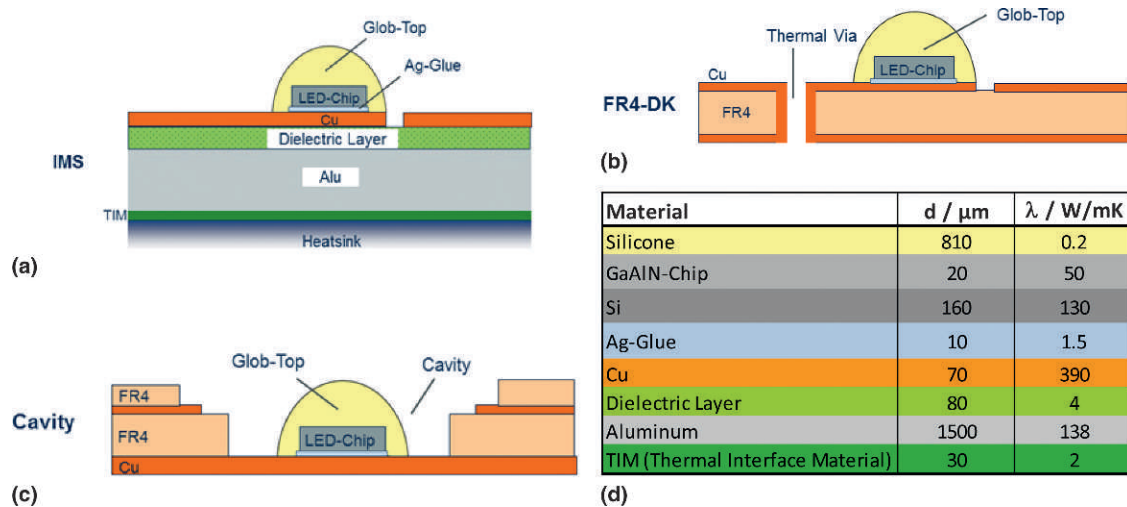 Glob-Top
Ag-Glue
LED-Chip
Cu
Dielectric Layer
IMS
Alu
TIM
Heatsink
(a)
Glob-Top
Thermal Via
Cu
LED-Chip
FR4-DK
FR4
(b)
Glob-Top
Cavity
FR4
Cavity
FR4
LED-Chip
Cu
(c)
Material d / µm λ / W/mK
Silicone 810 0.2
GaAlN-Chip 20 50
Si 160 130
Ag-Glue 10 1.5
Cu 70 390
Dielectric Layer 80 4
Aluminum 1500 138
TIM (Thermal Interface Material) 30 2
(d)